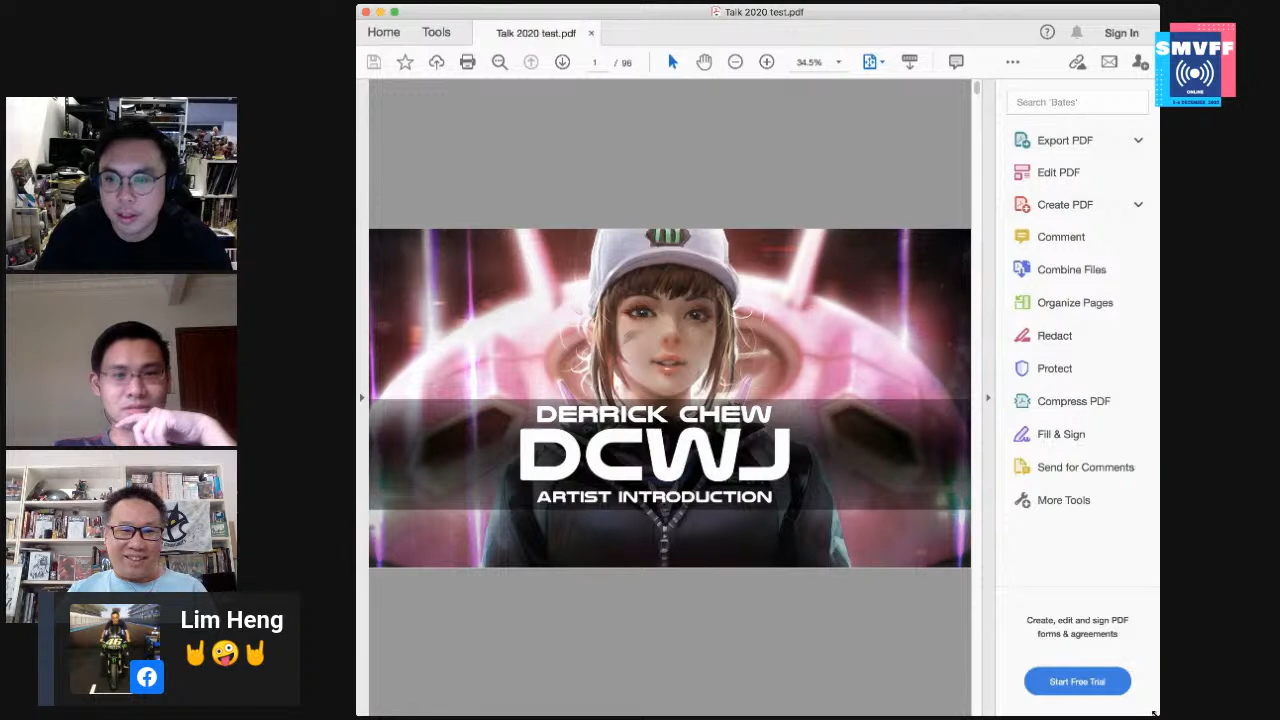 Talk 2020 test.pdf
Home
Tools
Talk 2020 test.pdf
Sign In
1 / 96
34.5%
SMVFF
ONLINE
Search 'Bates'
Export PDF
Edit PDF
Create PDF
Comment
Combine Files
Organize Pages
Redact
Protect
Compress PDF
Fill & Sign
Send for Comments
More Tools
DERRICK CHEW
DCWJ
ARTIST INTRODUCTION
Create, edit and sign PDF
forms & agreements
Start Free Trial
Lim Heng
🤘🤪🤘